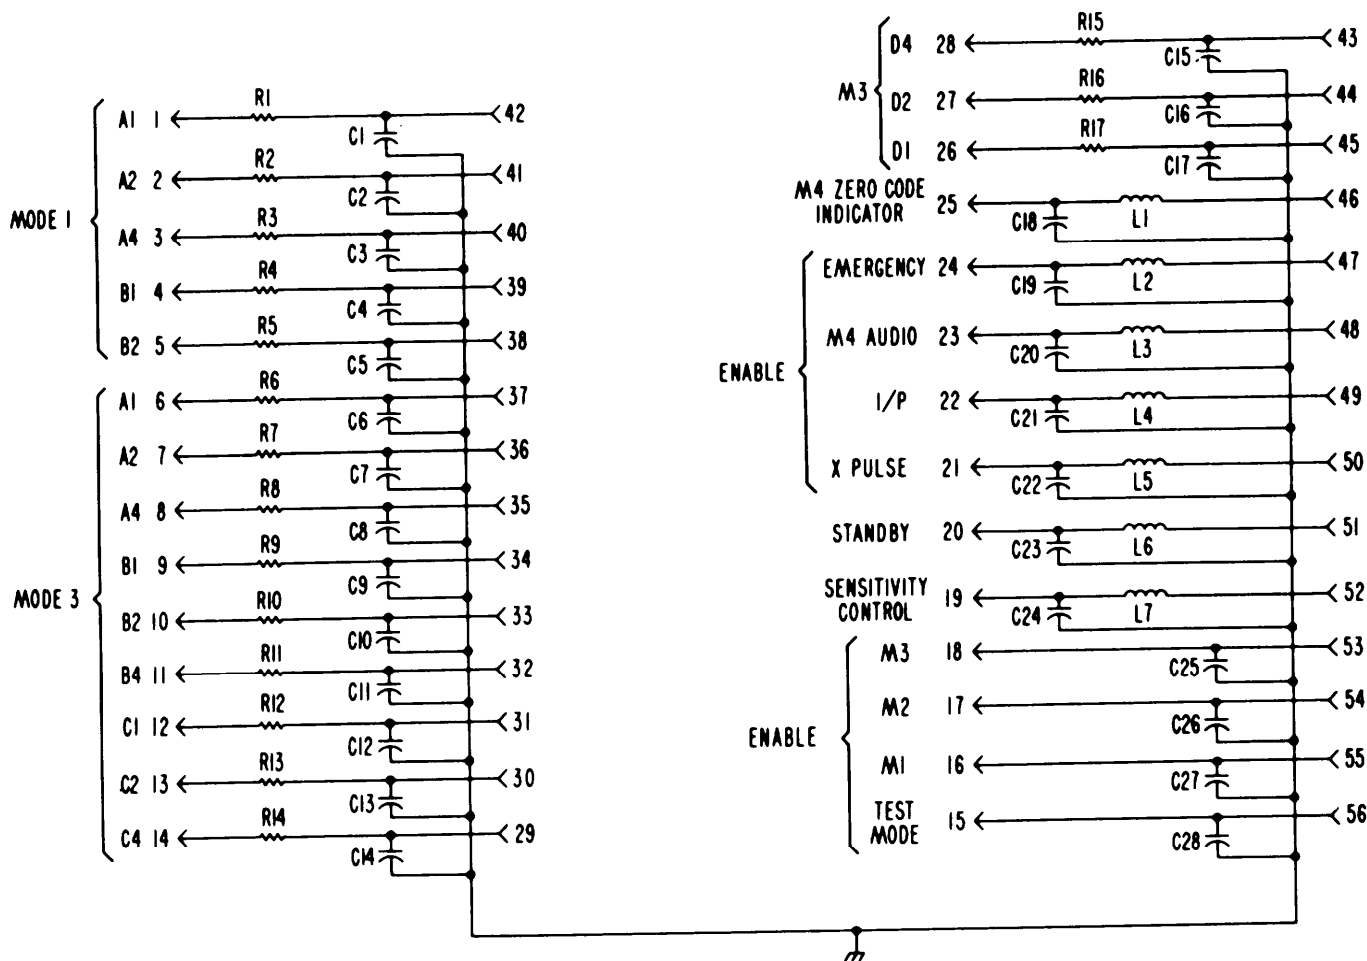 R1
A1 1 42
C1
R2
A2 2 41
C2
MODE 1
R3
A4 3 40
C3
R4
B1 4 39
C4
R5
B2 5 38
C5
R6
A1 6 37
C6
R7
A2 7 36
C7
R8
A4 8 35
C8
R9
B1 9 34
C9
MODE 3
R10
B2 10 33
C10
R11
B4 11 32
C11
R12
C1 12 31
C12
R13
C2 13 30
C13
R14
C4 14 29
C14
R15
D4 28 43
C15
M3
R16
D2 27 44
C16
R17
D1 26 45
C17
M4 ZERO CODE
INDICATOR 25 46
C18 L1
EMERGENCY 24 47
C19 L2
M4 AUDIO 23 48
C20 L3
ENABLE
I/P 22 49
C21 L4
X PULSE 21 50
C22 L5
STANDBY 20 51
C23 L6
SENSITIVITY
CONTROL 19 52
C24 L7
M3 18 53
C25
M2 17 54
C26
ENABLE
M1 16 55
C27
TEST
MODE 15 56
C28